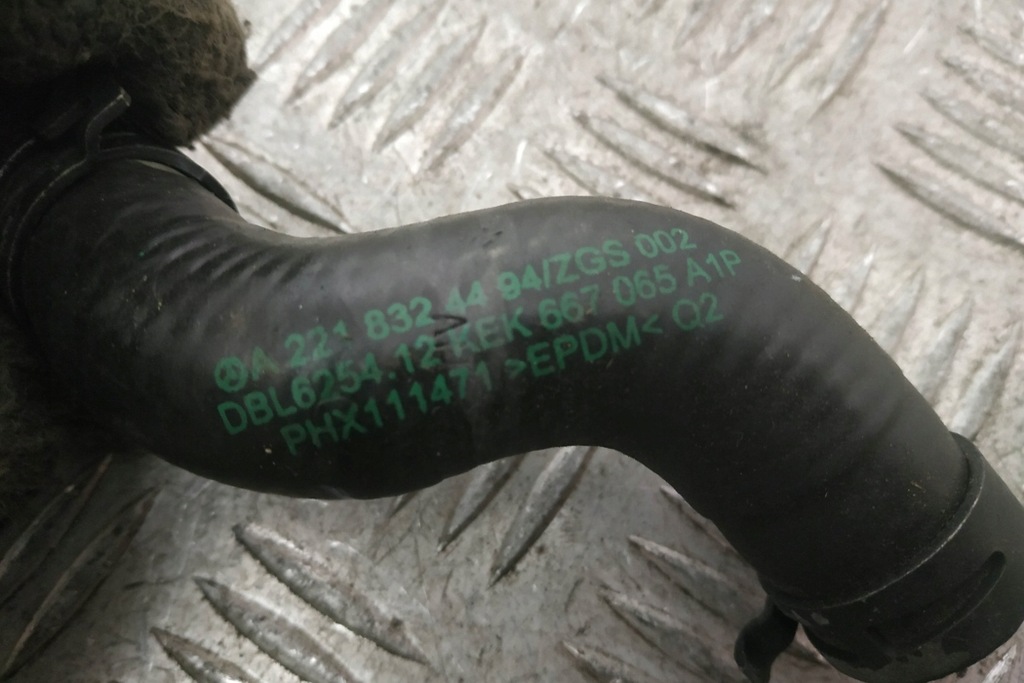 A 221 832 44 94/ZGS 002
DBL6254.12 KEK 667 065 A1P
PHX111471 >EPDM< Q2